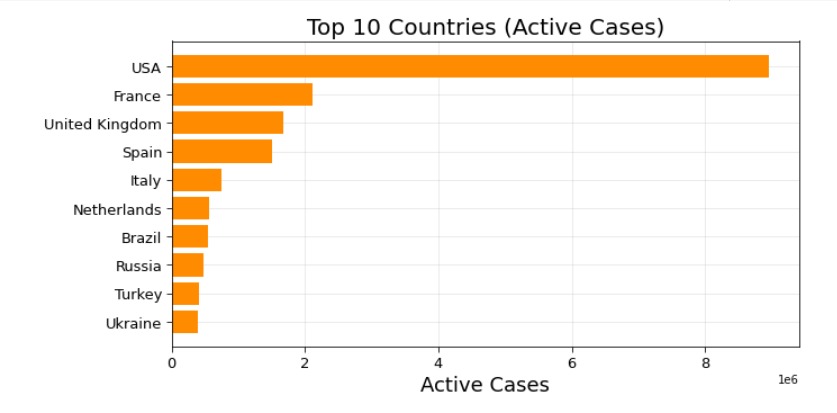 Top 10 Countries (Active Cases)
USA
France
United Kingdom
Spain
Italy
Netherlands
Brazil
Russia
Turkey
Ukraine
0 2 4 6 8
1e6
Active Cases